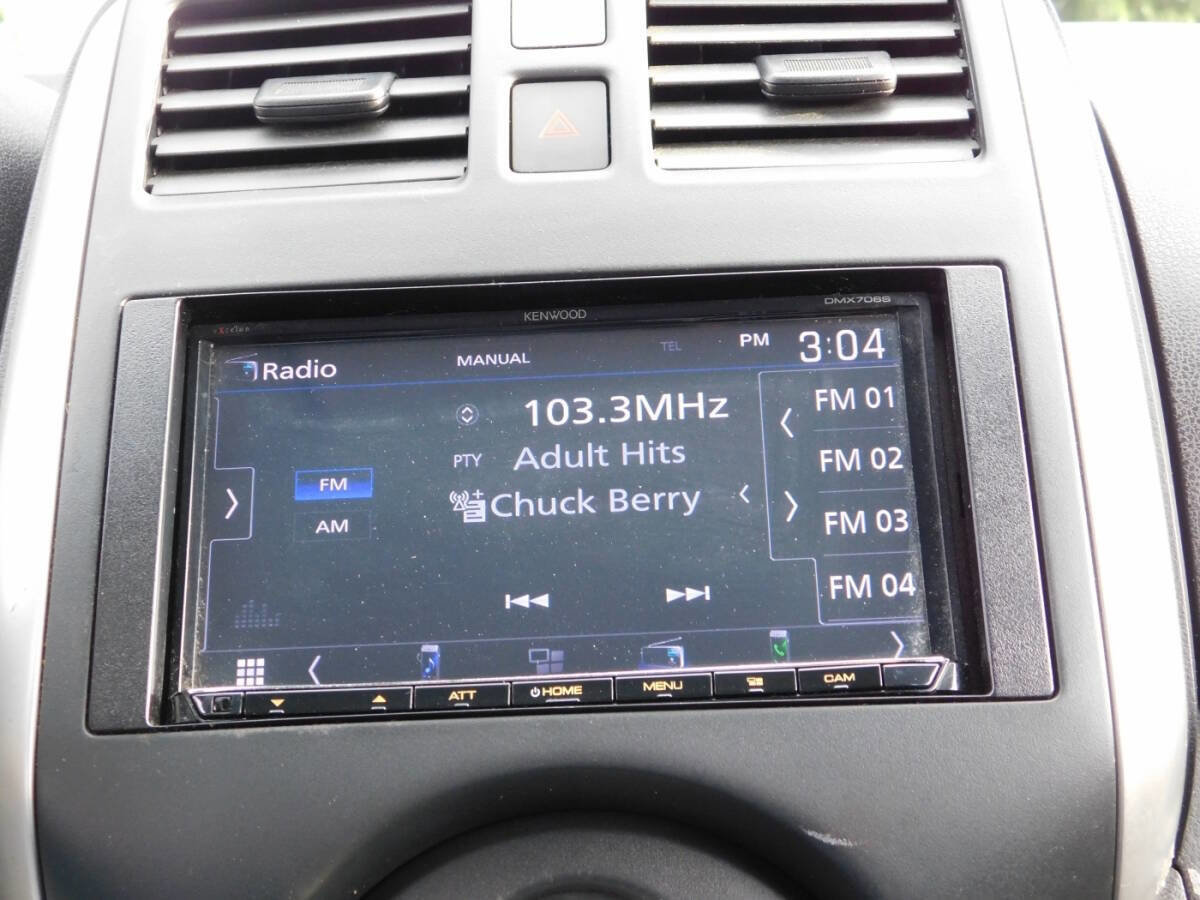 KENWOOD
DMX706S
eXcelon
Radio
MANUAL
TEL
PM 3:04
103.3MHz
PTY Adult Hits
Chuck Berry
FM
AM
FM 01
FM 02
FM 03
FM 04
ATT
HOME
MENU
CAM